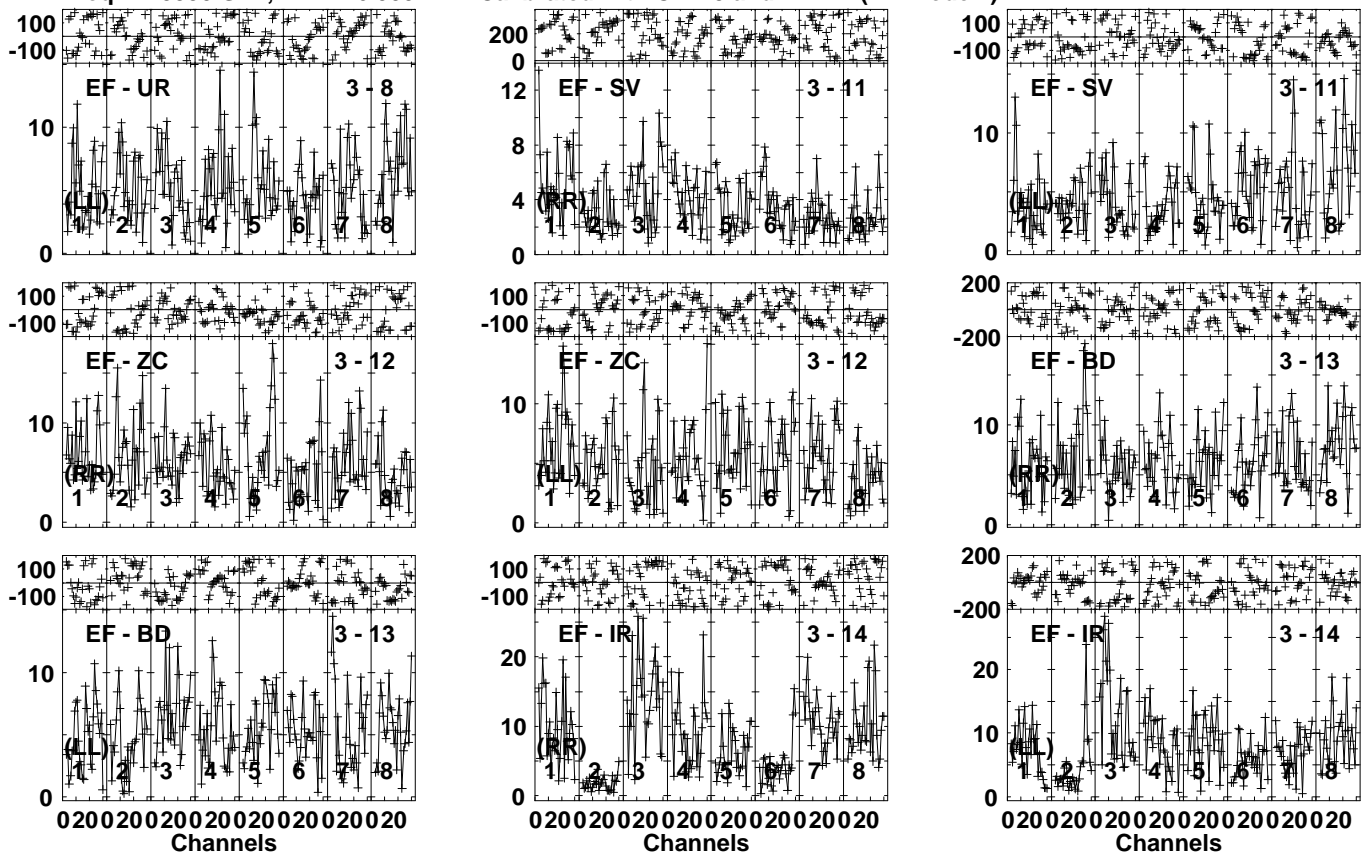 100 200 100
-100 0 -100
EF - UR 3 - 8 EF - SV 3 - 11 EF - SV 3 - 11
10 12 10
8
(LL) 4 (RR) (LL)
1 2 3 4 5 6 7 8 1 2 3 4 5 6 7 8 1 2 3 4 5 6 7 8
0 0 0
100 100 200
-100 -100 -200
EF - ZC 3 - 12 EF - ZC 3 - 12 EF - BD 3 - 13
10 10 10
(RR) (LL) (RR)
1 2 3 4 5 6 7 8 1 2 3 4 5 6 7 8 1 2 3 4 5 6 7 8
0 0 0
100 100 200
-100 -100 -200
EF - BD 3 - 13 EF - IR 3 - 14 EF - IR 3 - 14
10 20 20
(LL) 10 (RR) 10 (LL)
1 2 3 4 5 6 7 8 1 2 3 4 5 6 7 8 1 2 3 4 5 6 7 8
0 0 0
0 20 0 20 0 20 0 20 0 20 0 20 0 20 0 20 0 20 0 20 0 20 0 20 0 20 0 20 0 20 0 20 0 20 0 20 0 20 0 20 0 20 0 20 0 20 0 20
Channels Channels Channels